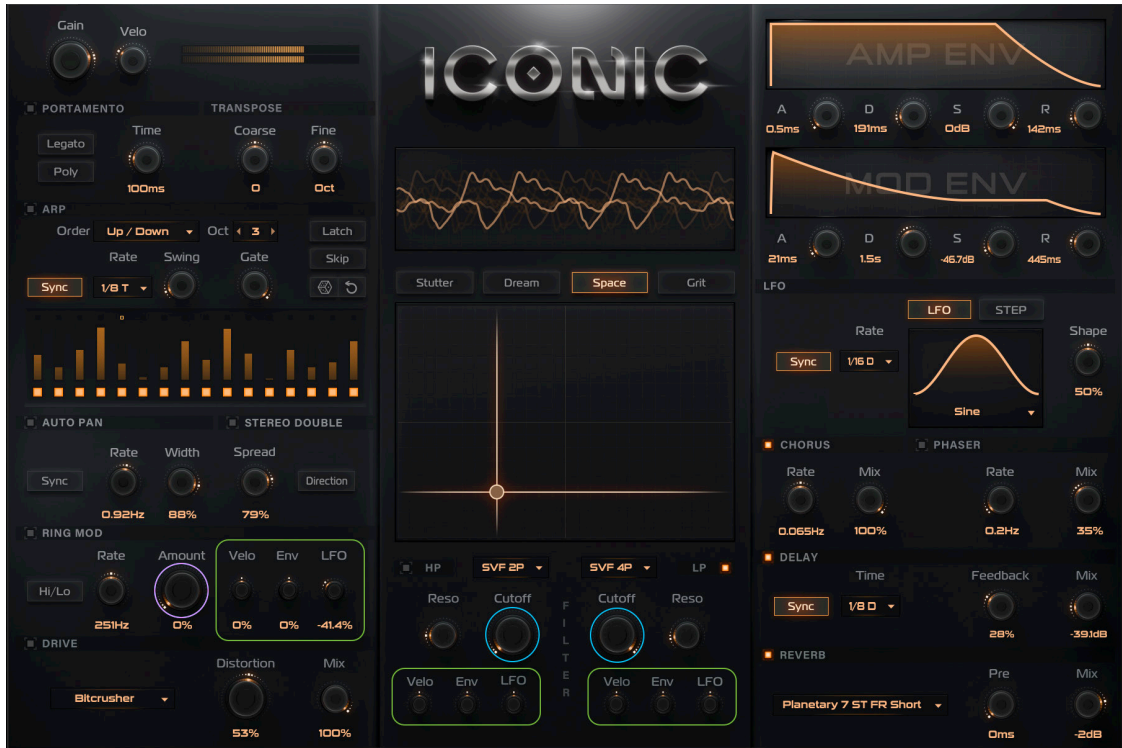 Gain Velo
PORTAMENTO TRANSPOSE
Legato
Poly
Time Coarse Fine
100ms 0 0ct
ARP
Order Up / Down Oct 3 Latch
Rate Swing Gate Skip
Sync 1/8 T
AUTO PAN STEREO DOUBLE
Rate Width Spread
Sync Direction
0.92Hz 88% 79%
RING MOD
Rate Amount Velo Env LFO
Hi/Lo
251Hz 0% 0% 0% -41.4%
DRIVE
Distortion Mix
Bitcrusher
53% 100%
ICONIC
Stutter Dream Space Grit
HP SVF 2P SVF 4P LP
Reso Cutoff Cutoff Reso
FILTER
Velo Env LFO Velo Env LFO
AMP ENV
A D S R
0.5ms 191ms 0dB 142ms
MOD ENV
A D S R
21ms 1.5s -46.7dB 445ms
LFO
LFO STEP
Rate Shape
Sync 1/16 D
50%
Sine
CHORUS PHASER
Rate Mix Rate Mix
0.065Hz 100% 0.2Hz 35%
DELAY
Time Feedback Mix
Sync 1/8 D
28% -39.1dB
REVERB
Pre Mix
Planetary 7 ST FR Short
0ms -2dB